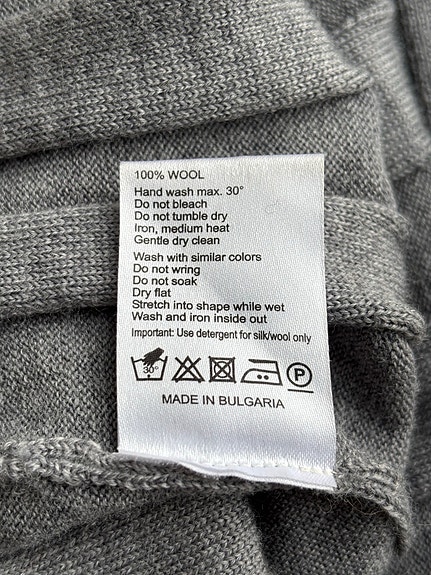 100% WOOL
Hand wash max. 30°
Do not bleach
Do not tumble dry
Iron, medium heat
Gentle dry clean
Wash with similar colors
Do not wring
Do not soak
Dry flat
Stretch into shape while wet
Wash and iron inside out
Important: Use detergent for silk/wool only
30° P
MADE IN BULGARIA